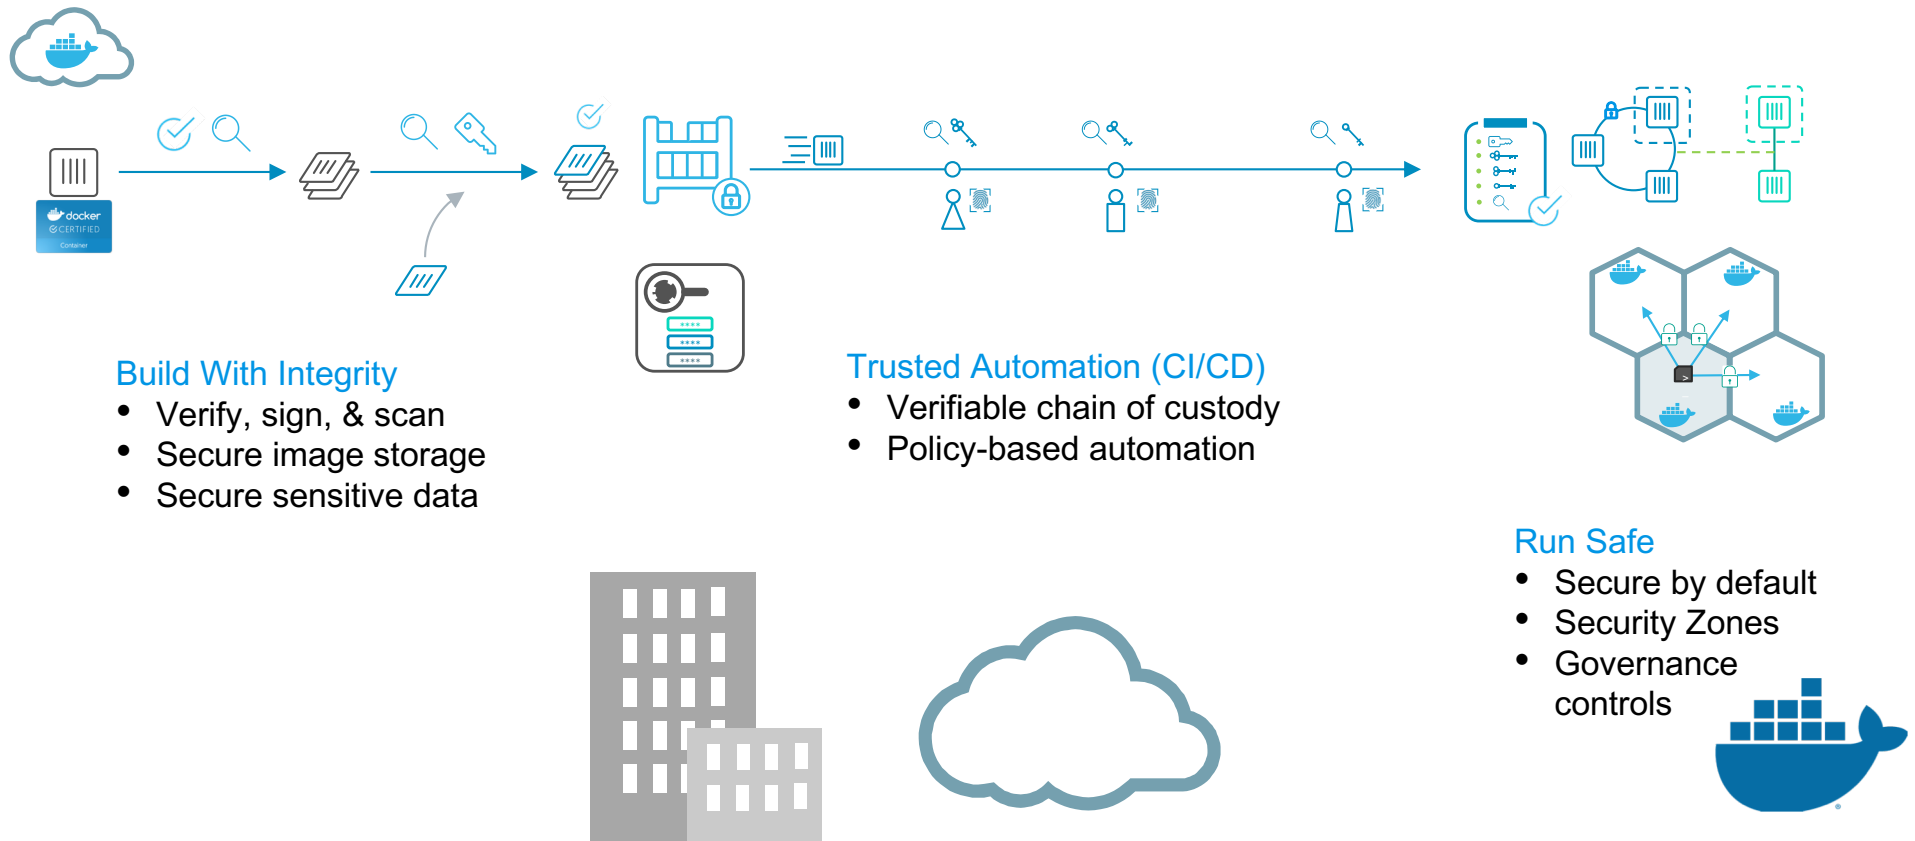 docker
CERTIFIED
Container
****
****
****
Build With Integrity
• Verify, sign, & scan
• Secure image storage
• Secure sensitive data
Trusted Automation (CI/CD)
• Verifiable chain of custody
• Policy-based automation
>
Run Safe
• Secure by default
• Security Zones
• Governance
controls
®